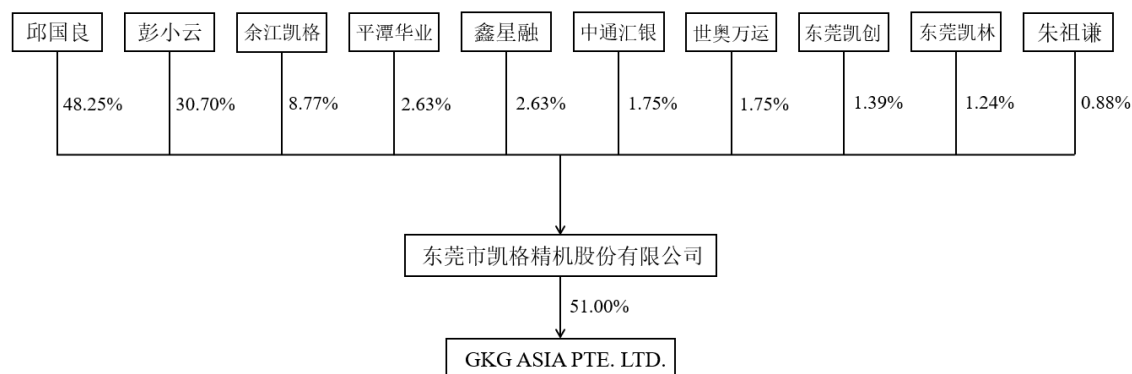 邱国良 彭小云 余江凯格 平潭华业 鑫星融 中通汇银 世奥万运 东莞凯创 东莞凯林 朱祖谦
48.25% 30.70% 8.77% 2.63% 2.63% 1.75% 1.75% 1.39% 1.24% 0.88%
东莞市凯格精机股份有限公司
51.00%
GKG ASIA PTE. LTD.